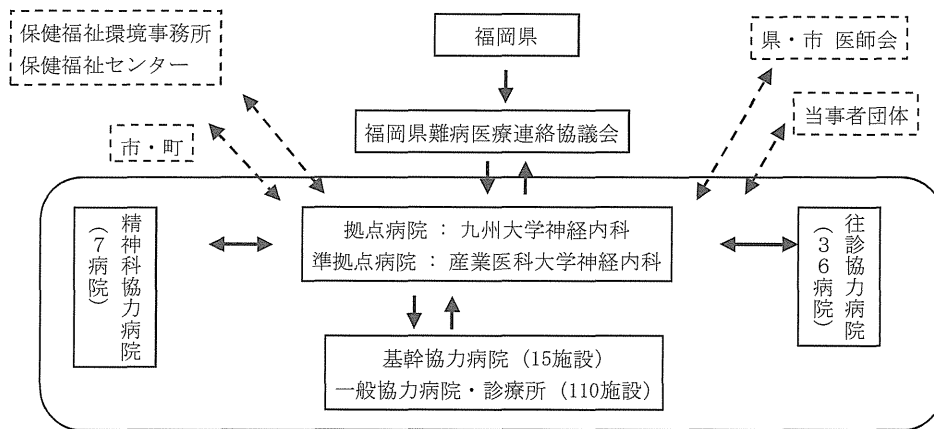 保健福祉環境事務所
保健福祉センター
福岡県
県・市 医師会
当事者団体
福岡県難病医療連絡協議会
市・町
精神科協力病院
(7病院)
拠点病院 : 九州大学神経内科
準拠点病院 : 産業医科大学神経内科
往診協力病院
(36病院)
基幹協力病院 (15施設)
一般協力病院・診療所 (110施設)